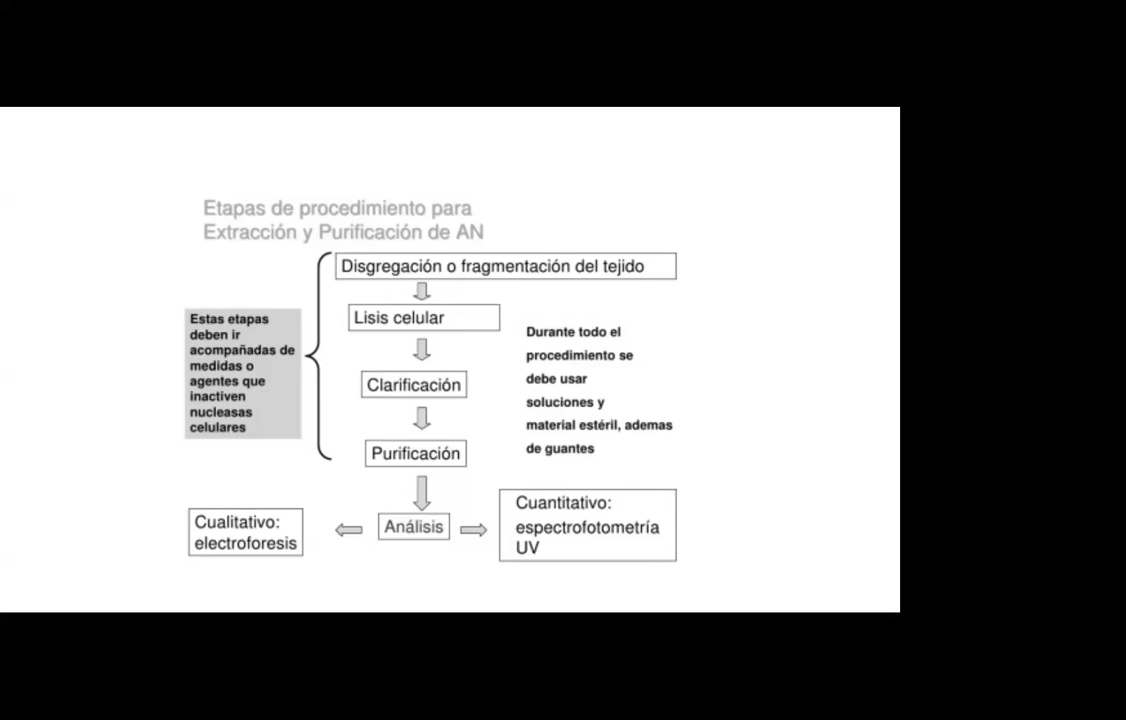 Etapas de procedimiento para
Extracción y Purificación de AN
Disgregación o fragmentación del tejido
Lisis celular
Estas etapas
deben ir
acompañadas de
medidas o
agentes que
inactiven
nucleasas
celulares
Durante todo el
procedimiento se
debe usar
soluciones y
material estéril, ademas
de guantes
Clarificación
Purificación
Análisis
Cualitativo:
electroforesis
Cuantitativo:
espectrofotometría
UV